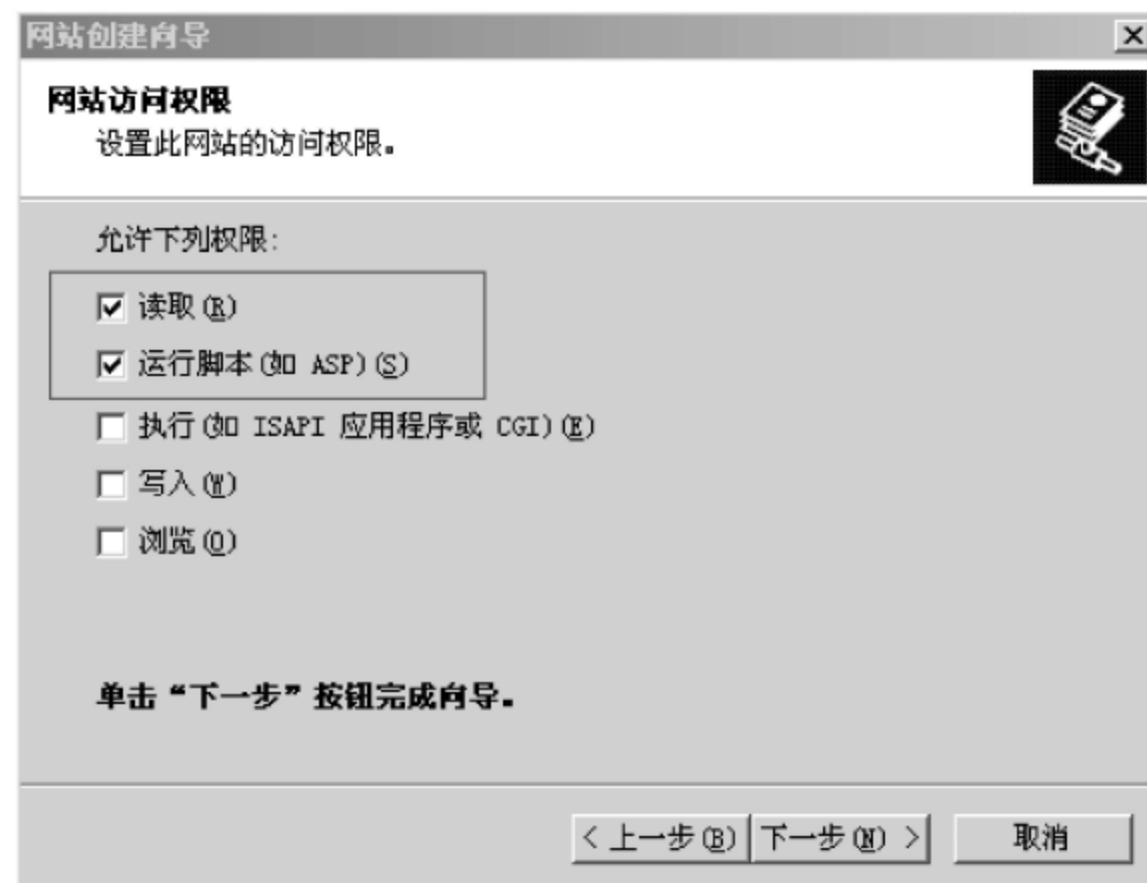 网站创建向导
网站访问权限
设置此网站的访问权限。
允许下列权限:
读取(R)
运行脚本(如 ASP)(S)
执行(如 ISAPI 应用程序或 CGI)(E)
写入(W)
浏览(O)
单击“下一步”按钮完成向导。
< 上一步(B) 下一步(N) > 取消